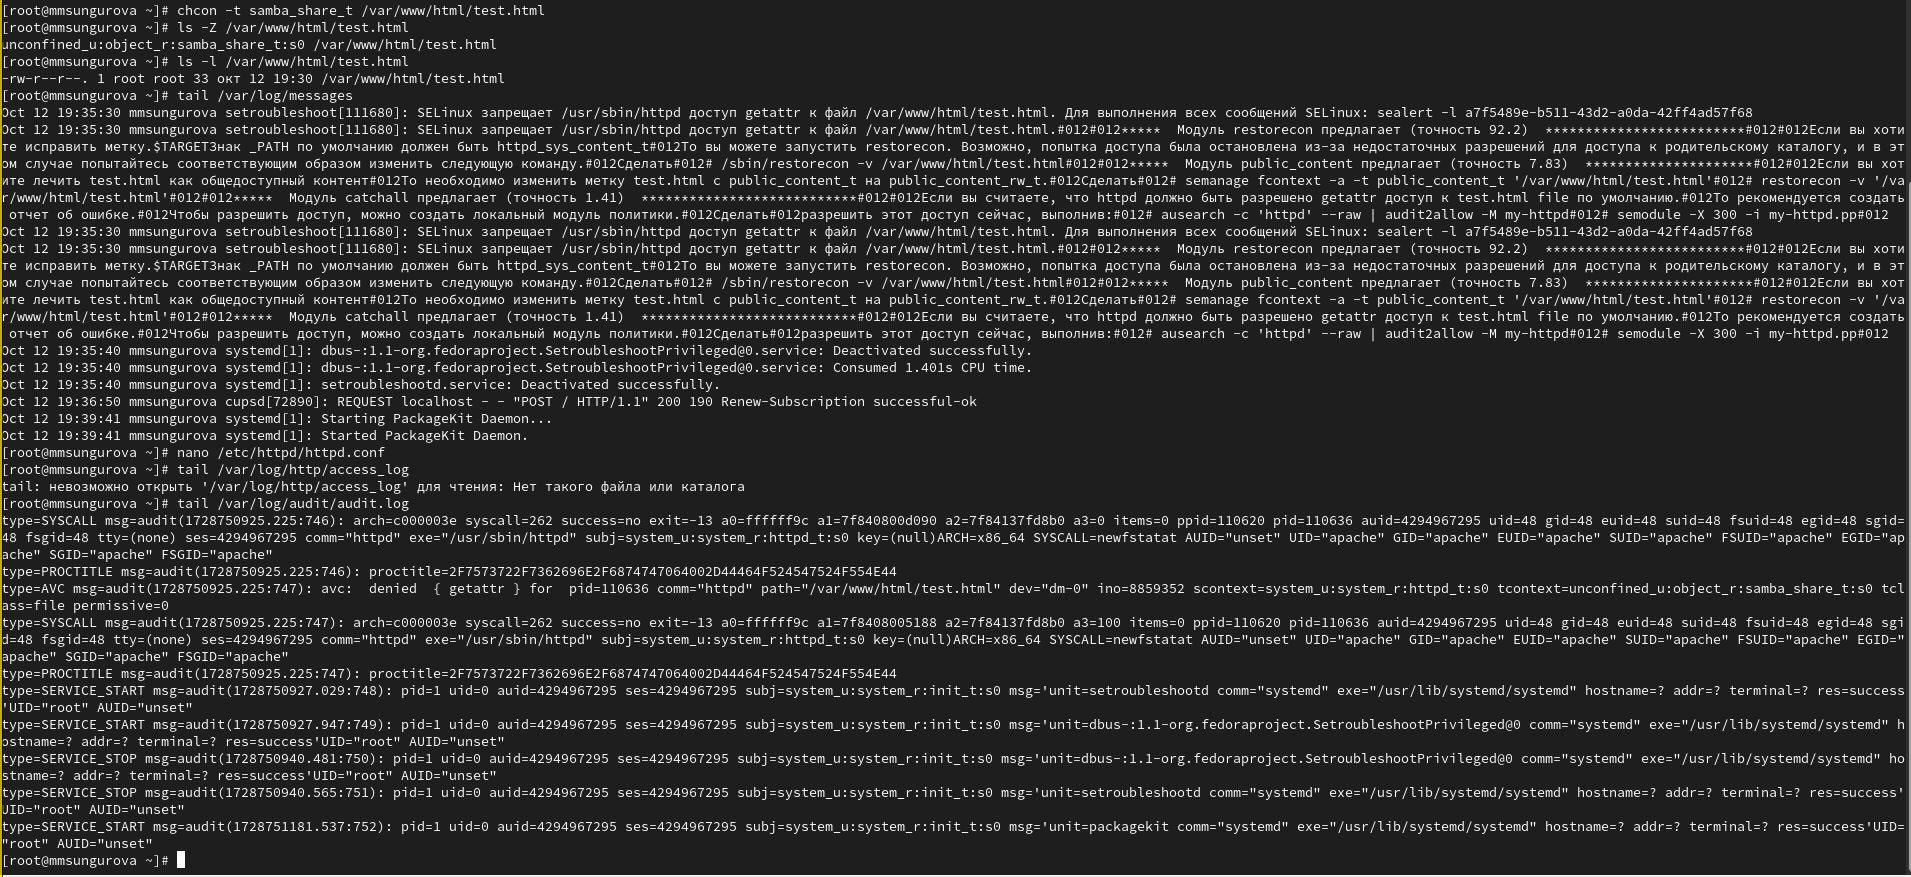 [root@mmsungurova ~]# chcon -t samba_share_t /var/www/html/test.html
[root@mmsungurova ~]# ls -Z /var/www/html/test.html
unconfined_u:object_r:samba_share_t:s0 /var/www/html/test.html
[root@mmsungurova ~]# ls -l /var/www/html/test.html
-rw-r--r--. 1 root root 33 окт 12 19:30 /var/www/html/test.html
[root@mmsungurova ~]# tail /var/log/messages
Oct 12 19:35:30 mmsungurova setroubleshoot[111680]: SELinux запрещает /usr/sbin/httpd доступ getattr к файл /var/www/html/test.html. Для выполнения всех сообщений SELinux: sealert -l a7f5489e-b511-43d2-a0da-42ff4ad57f68
Oct 12 19:35:30 mmsungurova setroubleshoot[111680]: SELinux запрещает /usr/sbin/httpd доступ getattr к файл /var/www/html/test.html.#012#012*****  Модуль restorecon предлагает (точность 92.2)  *************************#012#012Если вы хоти
те исправить метку.$TARGETЗнак _PATH по умолчанию должен быть httpd_sys_content_t#012То вы можете запустить restorecon. Возможно, попытка доступа была остановлена из-за недостаточных разрешений для доступа к родительскому каталогу, и в эт
ом случае попытайтесь соответствующим образом изменить следующую команду.#012Сделать#012# /sbin/restorecon -v /var/www/html/test.html#012#012*****  Модуль public_content предлагает (точность 7.83)  *********************#012#012Если вы хот
ите лечить test.html как общедоступный контент#012То необходимо изменить метку test.html с public_content_t на public_content_rw_t.#012Сделать#012# semanage fcontext -a -t public_content_t '/var/www/html/test.html'#012# restorecon -v '/va
r/www/html/test.html'#012#012*****  Модуль catchall предлагает (точность 1.41)  ***************************#012#012Если вы считаете, что httpd должно быть разрешено getattr доступ к test.html file по умолчанию.#012То рекомендуется создать
 отчет об ошибке.#012Чтобы разрешить доступ, можно создать локальный модуль политики.#012Сделать#012разрешить этот доступ сейчас, выполнив:#012# ausearch -c 'httpd' --raw | audit2allow -M my-httpd#012# semodule -X 300 -i my-httpd.pp#012
Oct 12 19:35:30 mmsungurova setroubleshoot[111680]: SELinux запрещает /usr/sbin/httpd доступ getattr к файл /var/www/html/test.html. Для выполнения всех сообщений SELinux: sealert -l a7f5489e-b511-43d2-a0da-42ff4ad57f68
Oct 12 19:35:30 mmsungurova setroubleshoot[111680]: SELinux запрещает /usr/sbin/httpd доступ getattr к файл /var/www/html/test.html.#012#012*****  Модуль restorecon предлагает (точность 92.2)  *************************#012#012Если вы хоти
те исправить метку.$TARGETЗнак _PATH по умолчанию должен быть httpd_sys_content_t#012То вы можете запустить restorecon. Возможно, попытка доступа была остановлена из-за недостаточных разрешений для доступа к родительскому каталогу, и в эт
ом случае попытайтесь соответствующим образом изменить следующую команду.#012Сделать#012# /sbin/restorecon -v /var/www/html/test.html#012#012*****  Модуль public_content предлагает (точность 7.83)  *********************#012#012Если вы хот
ите лечить test.html как общедоступный контент#012То необходимо изменить метку test.html с public_content_t на public_content_rw_t.#012Сделать#012# semanage fcontext -a -t public_content_t '/var/www/html/test.html'#012# restorecon -v '/va
r/www/html/test.html'#012#012*****  Модуль catchall предлагает (точность 1.41)  ***************************#012#012Если вы считаете, что httpd должно быть разрешено getattr доступ к test.html file по умолчанию.#012То рекомендуется создать
 отчет об ошибке.#012Чтобы разрешить доступ, можно создать локальный модуль политики.#012Сделать#012разрешить этот доступ сейчас, выполнив:#012# ausearch -c 'httpd' --raw | audit2allow -M my-httpd#012# semodule -X 300 -i my-httpd.pp#012
Oct 12 19:35:40 mmsungurova systemd[1]: dbus-:1.1-org.fedoraproject.SetroubleshootPrivileged@0.service: Deactivated successfully.
Oct 12 19:35:40 mmsungurova systemd[1]: dbus-:1.1-org.fedoraproject.SetroubleshootPrivileged@0.service: Consumed 1.401s CPU time.
Oct 12 19:35:40 mmsungurova systemd[1]: setroubleshootd.service: Deactivated successfully.
Oct 12 19:36:50 mmsungurova cupsd[72890]: REQUEST localhost - - "POST / HTTP/1.1" 200 190 Renew-Subscription successful-ok
Oct 12 19:39:41 mmsungurova systemd[1]: Starting PackageKit Daemon...
Oct 12 19:39:41 mmsungurova systemd[1]: Started PackageKit Daemon.
[root@mmsungurova ~]# nano /etc/httpd/httpd.conf
[root@mmsungurova ~]# tail /var/log/http/access_log
tail: невозможно открыть '/var/log/http/access_log' для чтения: Нет такого файла или каталога
[root@mmsungurova ~]# tail /var/log/audit/audit.log
type=SYSCALL msg=audit(1728750925.225:746): arch=c000003e syscall=262 success=no exit=-13 a0=ffffff9c a1=7f840800d090 a2=7f84137fd8b0 a3=0 items=0 ppid=110620 pid=110636 auid=4294967295 uid=48 gid=48 euid=48 suid=48 fsuid=48 egid=48 sgid=
48 fsgid=48 tty=(none) ses=4294967295 comm="httpd" exe="/usr/sbin/httpd" subj=system_u:system_r:httpd_t:s0 key=(null)ARCH=x86_64 SYSCALL=newfstatat AUID="unset" UID="apache" GID="apache" EUID="apache" SUID="apache" FSUID="apache" EGID="ap
ache" SGID="apache" FSGID="apache"
type=PROCTITLE msg=audit(1728750925.225:746): proctitle=2F7573722F7362696E2F6874747064002D44464F524547524F554E44
type=AVC msg=audit(1728750925.225:747): avc:  denied  { getattr } for  pid=110636 comm="httpd" path="/var/www/html/test.html" dev="dm-0" ino=8859352 scontext=system_u:system_r:httpd_t:s0 tcontext=unconfined_u:object_r:samba_share_t:s0 tcl
ass=file permissive=0
type=SYSCALL msg=audit(1728750925.225:747): arch=c000003e syscall=262 success=no exit=-13 a0=ffffff9c a1=7f8408005188 a2=7f84137fd8b0 a3=100 items=0 ppid=110620 pid=110636 auid=4294967295 uid=48 gid=48 euid=48 suid=48 fsuid=48 egid=48 sgi
d=48 fsgid=48 tty=(none) ses=4294967295 comm="httpd" exe="/usr/sbin/httpd" subj=system_u:system_r:httpd_t:s0 key=(null)ARCH=x86_64 SYSCALL=newfstatat AUID="unset" UID="apache" GID="apache" EUID="apache" SUID="apache" FSUID="apache" EGID="
apache" SGID="apache" FSGID="apache"
type=PROCTITLE msg=audit(1728750925.225:747): proctitle=2F7573722F7362696E2F6874747064002D44464F524547524F554E44
type=SERVICE_START msg=audit(1728750927.029:748): pid=1 uid=0 auid=4294967295 ses=4294967295 subj=system_u:system_r:init_t:s0 msg='unit=setroubleshootd comm="systemd" exe="/usr/lib/systemd/systemd" hostname=? addr=? terminal=? res=success
'UID="root" AUID="unset"
type=SERVICE_START msg=audit(1728750927.947:749): pid=1 uid=0 auid=4294967295 ses=4294967295 subj=system_u:system_r:init_t:s0 msg='unit=dbus-:1.1-org.fedoraproject.SetroubleshootPrivileged@0 comm="systemd" exe="/usr/lib/systemd/systemd" h
ostname=? addr=? terminal=? res=success'UID="root" AUID="unset"
type=SERVICE_STOP msg=audit(1728750940.481:750): pid=1 uid=0 auid=4294967295 ses=4294967295 subj=system_u:system_r:init_t:s0 msg='unit=dbus-:1.1-org.fedoraproject.SetroubleshootPrivileged@0 comm="systemd" exe="/usr/lib/systemd/systemd" ho
stname=? addr=? terminal=? res=success'UID="root" AUID="unset"
type=SERVICE_STOP msg=audit(1728750940.565:751): pid=1 uid=0 auid=4294967295 ses=4294967295 subj=system_u:system_r:init_t:s0 msg='unit=setroubleshootd comm="systemd" exe="/usr/lib/systemd/systemd" hostname=? addr=? terminal=? res=success'
UID="root" AUID="unset"
type=SERVICE_START msg=audit(1728751181.537:752): pid=1 uid=0 auid=4294967295 ses=4294967295 subj=system_u:system_r:init_t:s0 msg='unit=packagekit comm="systemd" exe="/usr/lib/systemd/systemd" hostname=? addr=? terminal=? res=success'UID=
"root" AUID="unset"
[root@mmsungurova ~]#